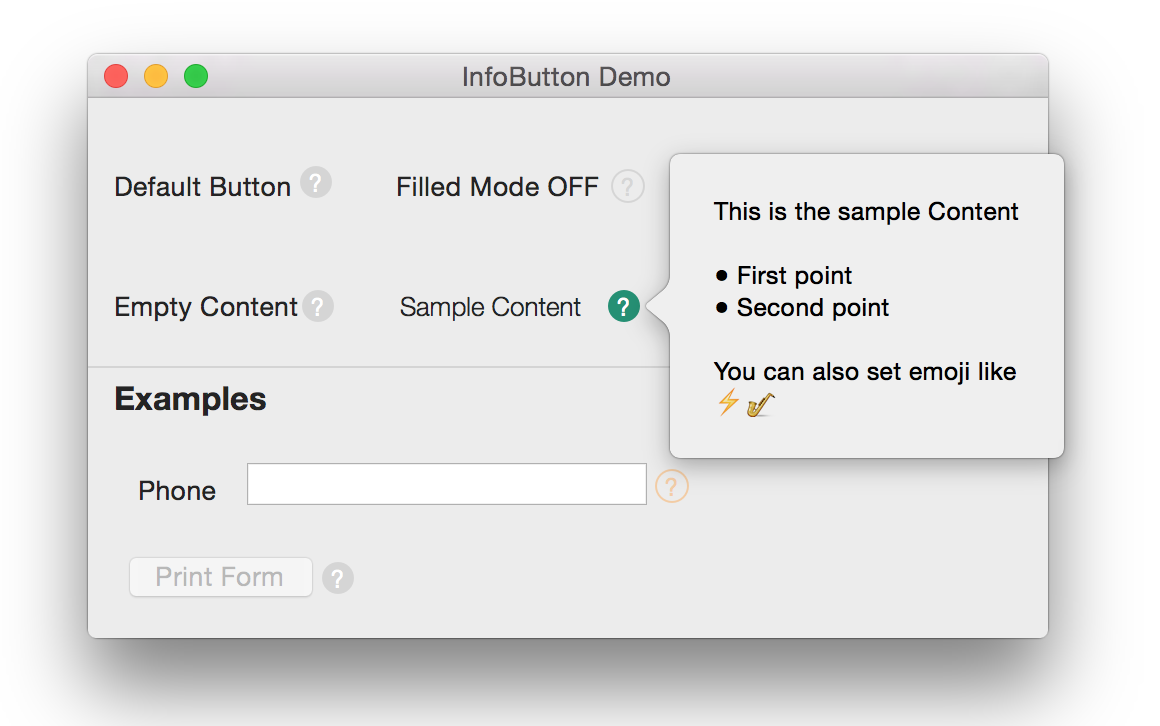 InfoButton Demo
Default Button ?
Filled Mode OFF ?
Empty Content ?
Sample Content ?
This is the sample Content
• First point
• Second point
You can also set emoji like
⚡🎷
Examples
Phone ?
Print Form ?